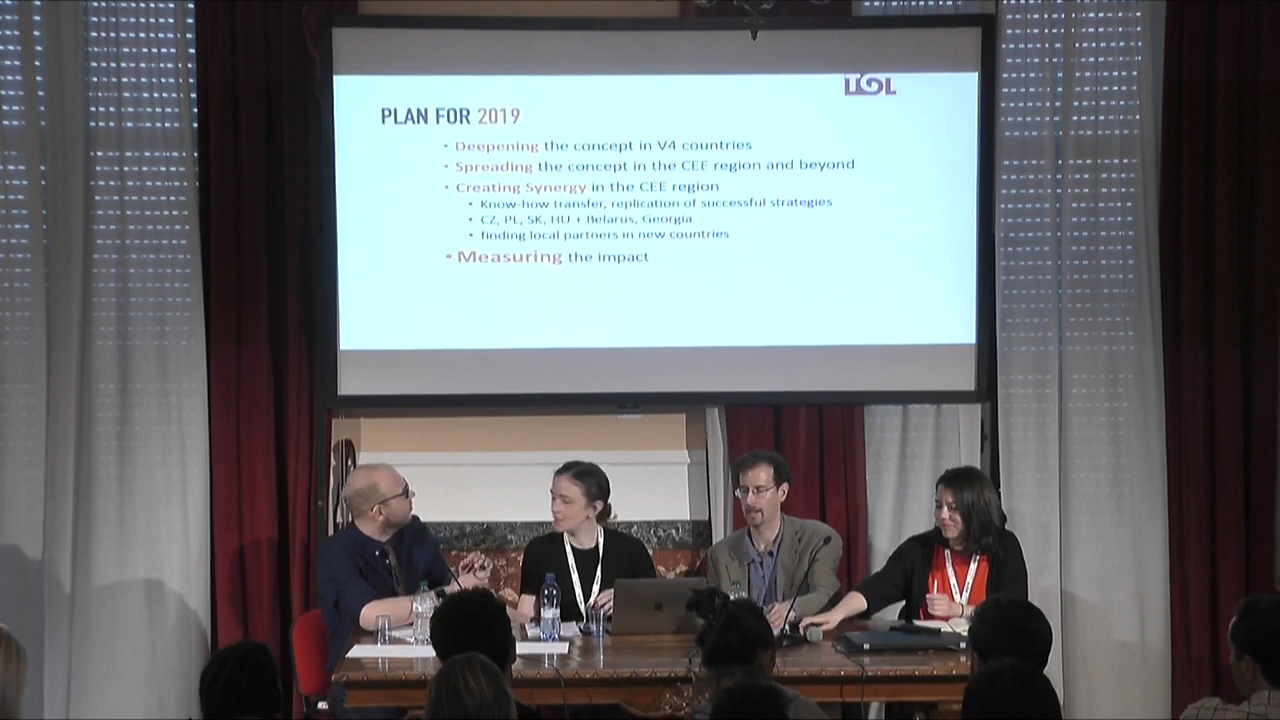 TOL
PLAN FOR 2019
• Deepening the concept in V4 countries
• Spreading the concept in the CEE region and beyond
• Creating Synergy in the CEE region
• Know-how transfer, replication of successful strategies
• CZ, PL, SK, HU + Belarus, Georgia
• finding local partners in new countries
• Measuring the impact